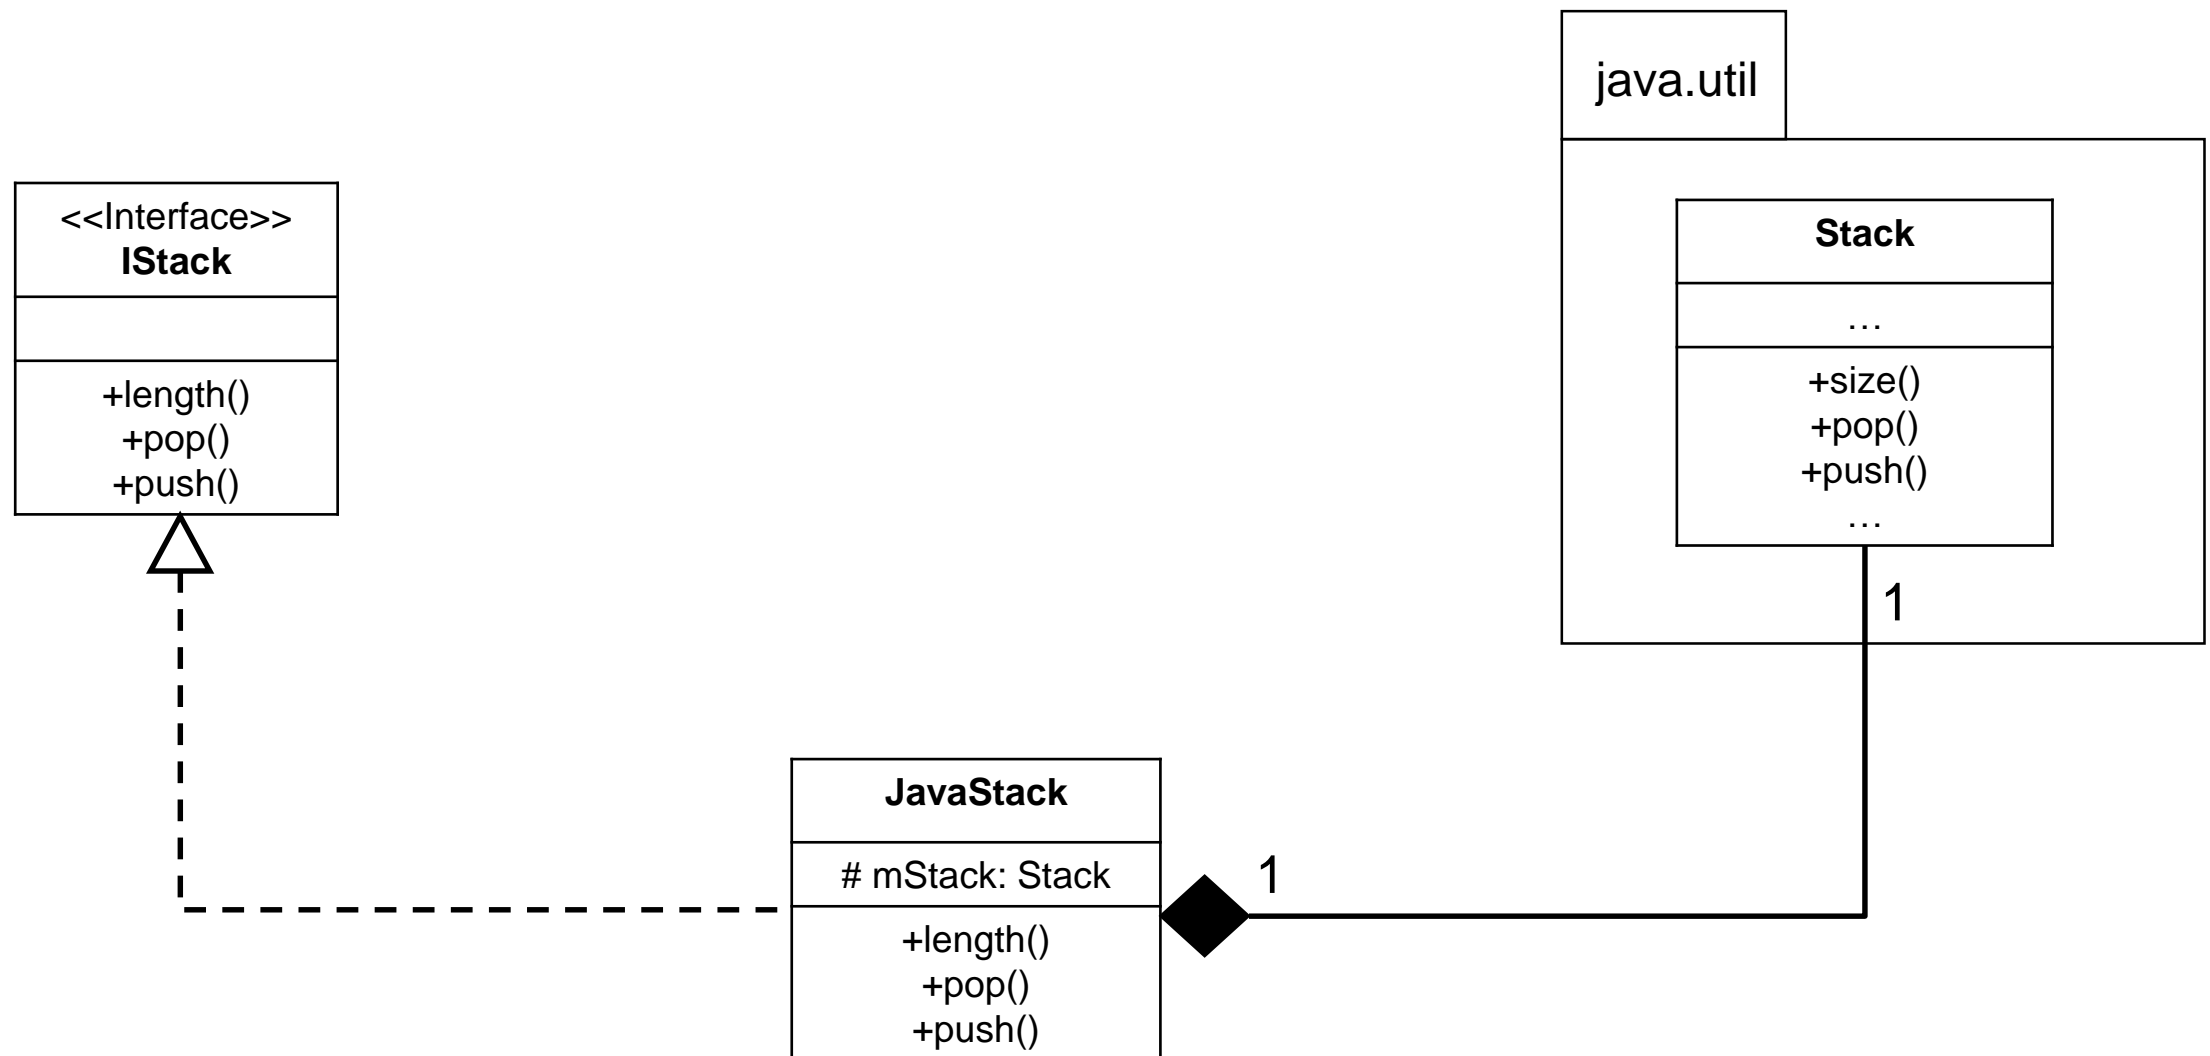 java.util
<<Interface>>
IStack
+length()
+pop()
+push()
Stack
…
+size()
+pop()
+push()
…
1
JavaStack
# mStack: Stack
+length()
+pop()
+push()
1